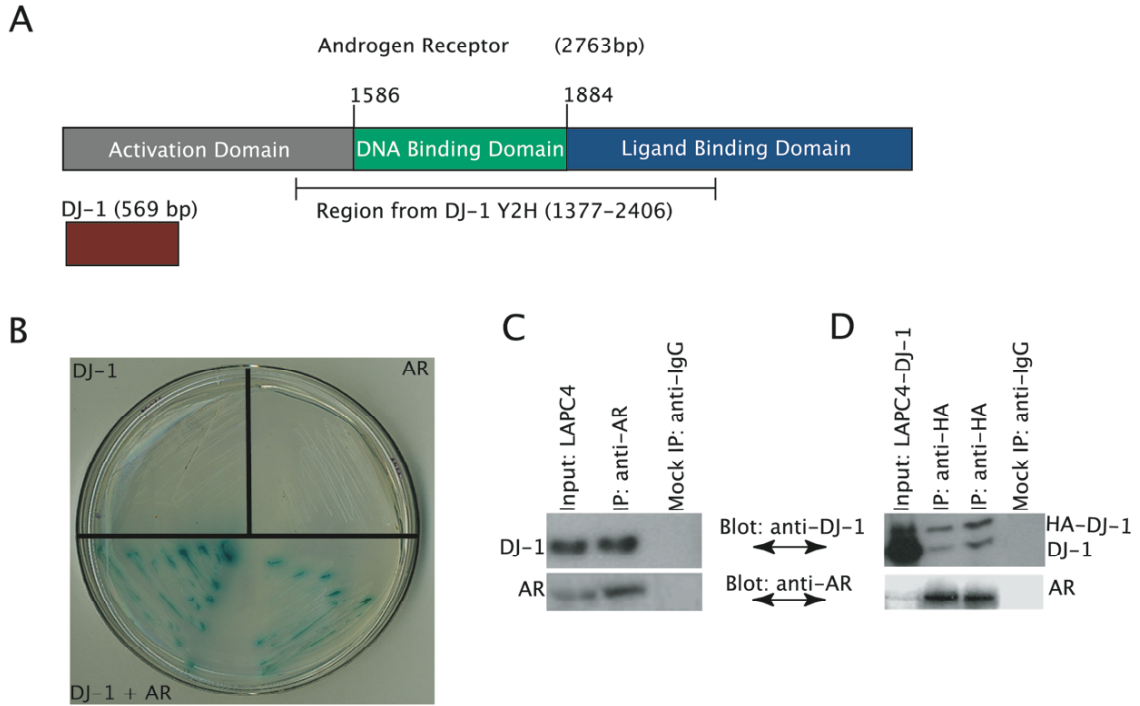 A
Androgen Receptor (2763bp)
1586
1884
Activation Domain
DNA Binding Domain
Ligand Binding Domain
Region from DJ-1 Y2H (1377-2406)
DJ-1 (569 bp)
B
DJ-1
AR
DJ-1 + AR
C
Input: LAPC4
IP: anti-AR
Mock IP: anti-IgG
DJ-1
AR
Blot: anti-DJ-1
Blot: anti-AR
D
Input: LAPC4-DJ-1
IP: anti-HA
IP: anti-HA
Mock IP: anti-IgG
HA-DJ-1
DJ-1
AR